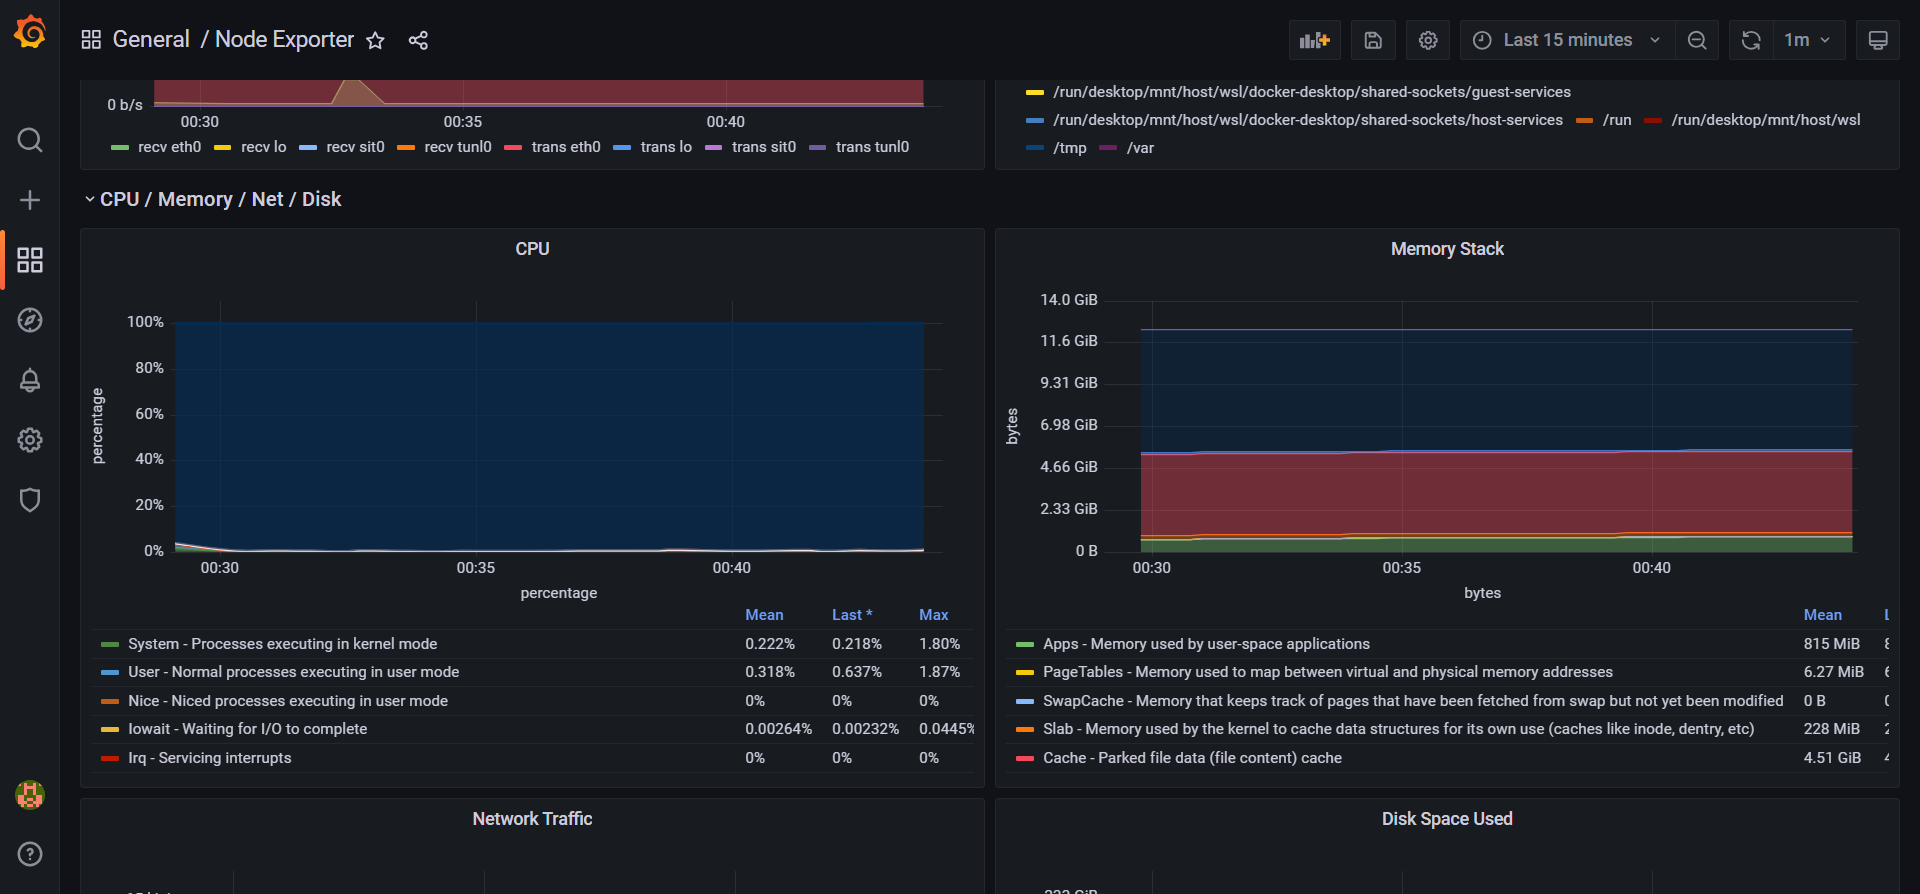 General / Node Exporter
Last 15 minutes
1m
0 b/s
00:30 00:35 00:40
recv eth0 recv lo recv sit0 recv tunl0 trans eth0 trans lo trans sit0 trans tunl0
/run/desktop/mnt/host/wsl/docker-desktop/shared-sockets/guest-services
/run/desktop/mnt/host/wsl/docker-desktop/shared-sockets/host-services /run /run/desktop/mnt/host/wsl
/tmp /var
CPU / Memory / Net / Disk
CPU
percentage
100%
80%
60%
40%
20%
0%
00:30 00:35 00:40
percentage
Mean Last * Max
System - Processes executing in kernel mode 0.222% 0.218% 1.80%
User - Normal processes executing in user mode 0.318% 0.637% 1.87%
Nice - Niced processes executing in user mode 0% 0% 0%
Iowait - Waiting for I/O to complete 0.00264% 0.00232% 0.0445%
Irq - Servicing interrupts 0% 0% 0%
Memory Stack
bytes
14.0 GiB
11.6 GiB
9.31 GiB
6.98 GiB
4.66 GiB
2.33 GiB
0 B
00:30 00:35 00:40
bytes
Mean
Apps - Memory used by user-space applications 815 MiB
PageTables - Memory used to map between virtual and physical memory addresses 6.27 MiB
SwapCache - Memory that keeps track of pages that have been fetched from swap but not yet been modified 0 B
Slab - Memory used by the kernel to cache data structures for its own use (caches like inode, dentry, etc) 228 MiB
Cache - Parked file data (file content) cache 4.51 GiB
Network Traffic
Disk Space Used